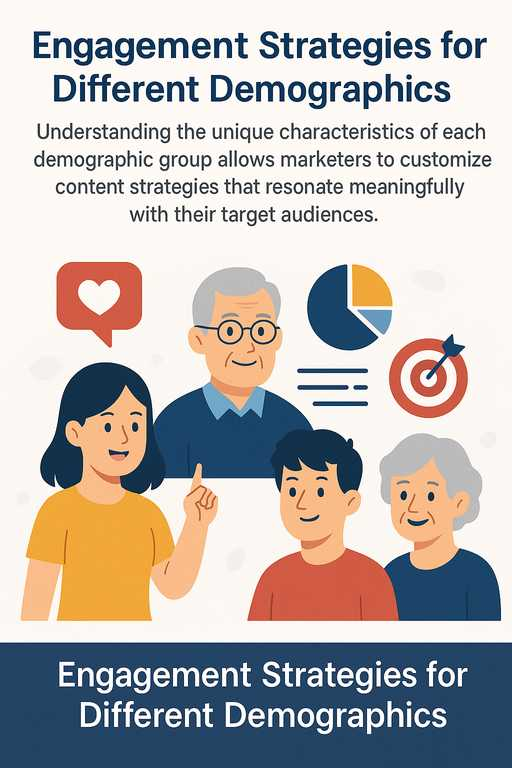 Engagement Strategies for
Different Demographics
Understanding the unique characteristics of each
demographic group allows marketers to customize
content strategies that resonate meaningfully
with their target audiences.
Engagement Strategies for
Different Demographics